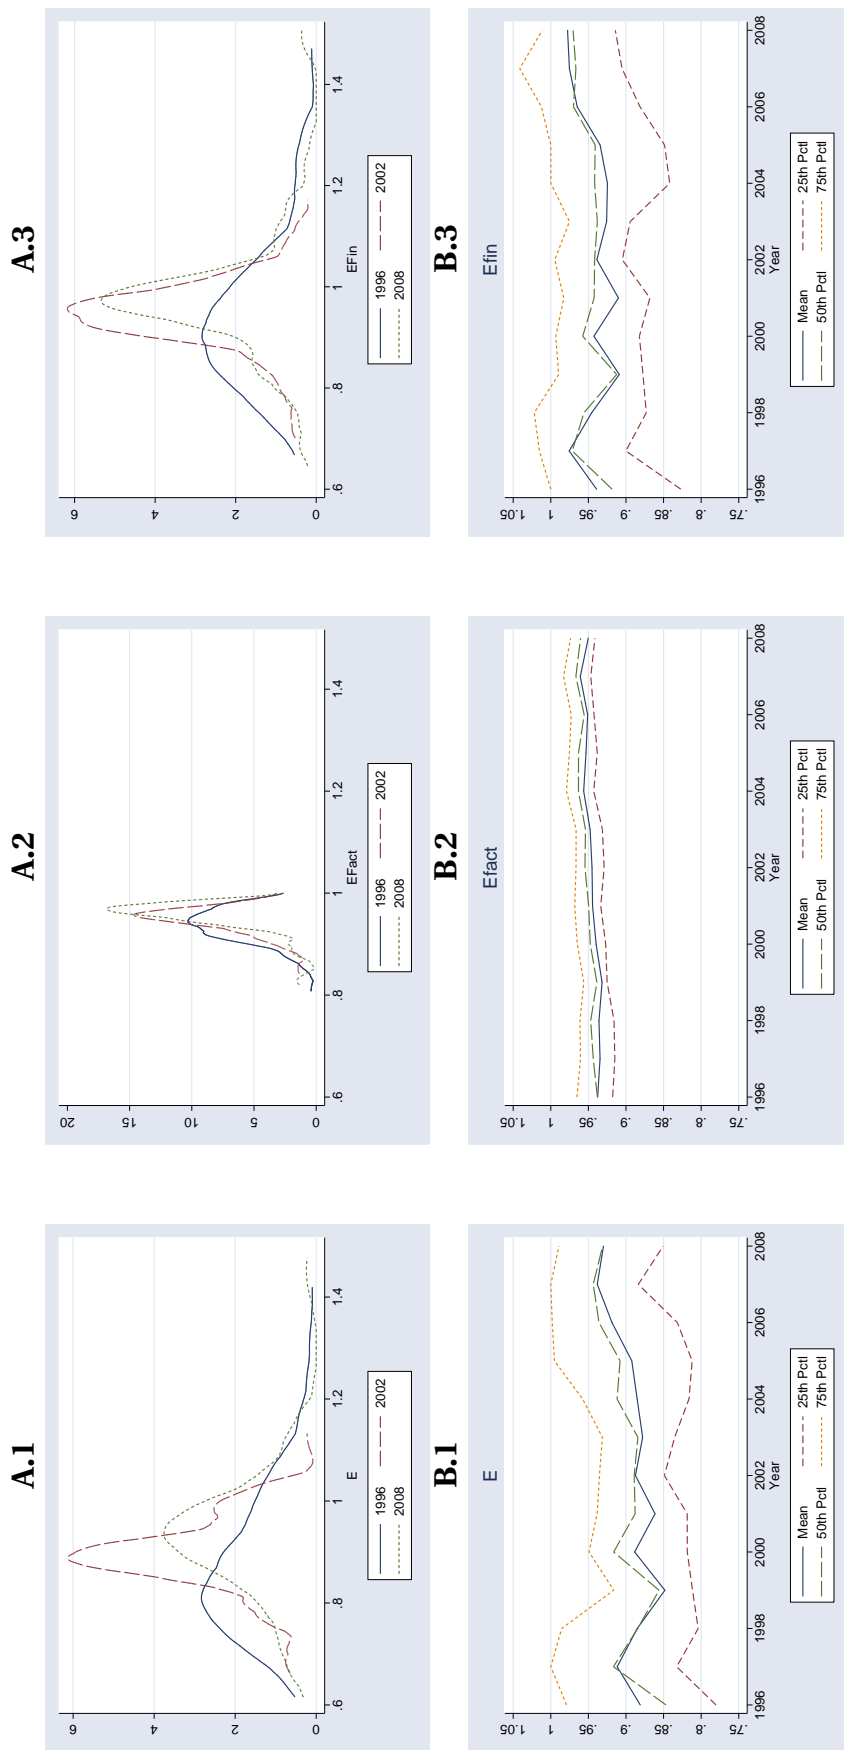 A.1
6
4
2
0
.6
.8
1
1.2
1.4
E
1996
2002
2008
A.2
20
15
10
5
0
.6
.8
1
1.2
1.4
EFact
1996
2002
2008
A.3
6
4
2
0
.6
.8
1
1.2
1.4
EFin
1996
2002
2008
B.1
E
1.05
1
.95
.9
.85
.8
.75
1996
1998
2000
2002
2004
2006
2008
Year
Mean
25th Pctl
50th Pctl
75th Pctl
B.2
Efact
1.05
1
.95
.9
.85
.8
.75
1996
1998
2000
2002
2004
2006
2008
Year
Mean
25th Pctl
50th Pctl
75th Pctl
B.3
Efin
1.05
1
.95
.9
.85
.8
.75
1996
1998
2000
2002
2004
2006
2008
Year
Mean
25th Pctl
50th Pctl
75th Pctl